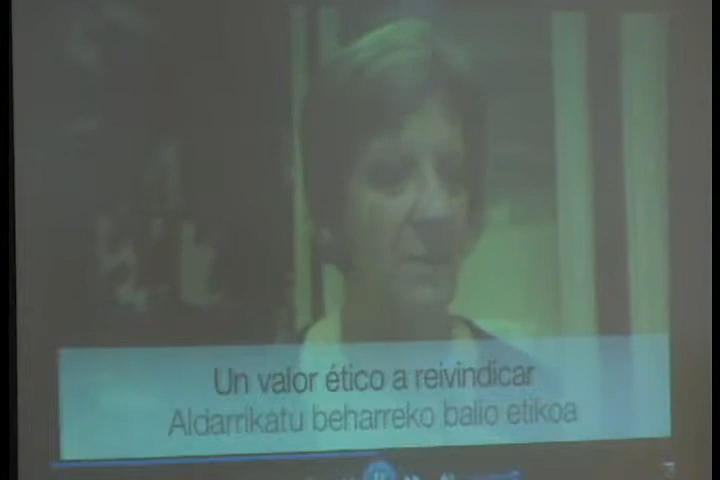 Un valor ético a reivindicar
Aldarrikatu beharreko balio etikoa